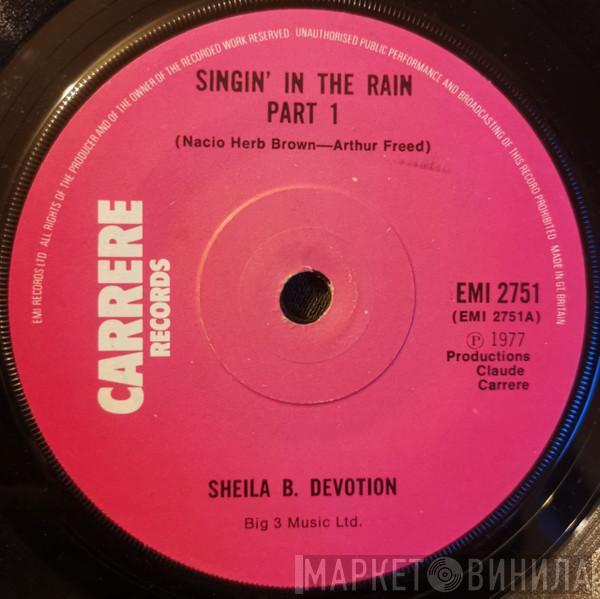 EMI RECORDS LTD ALL RIGHTS OF THE PRODUCER AND OF THE OWNER OF THE RECORDED WORK RESERVED · UNAUTHORISED PUBLIC PERFORMANCE AND BROADCASTING OF THIS RECORD PROHIBITED MADE IN GT. BRITAIN
SINGIN' IN THE RAIN
PART 1
(Nacio Herb Brown—Arthur Freed)
CARRERE
RECORDS
EMI 2751
(EMI 2751A)
Ⓟ 1977
Productions
Claude
Carrere
SHEILA B. DEVOTION
Big 3 Music Ltd.
МАРКЕТ ВИНИЛА